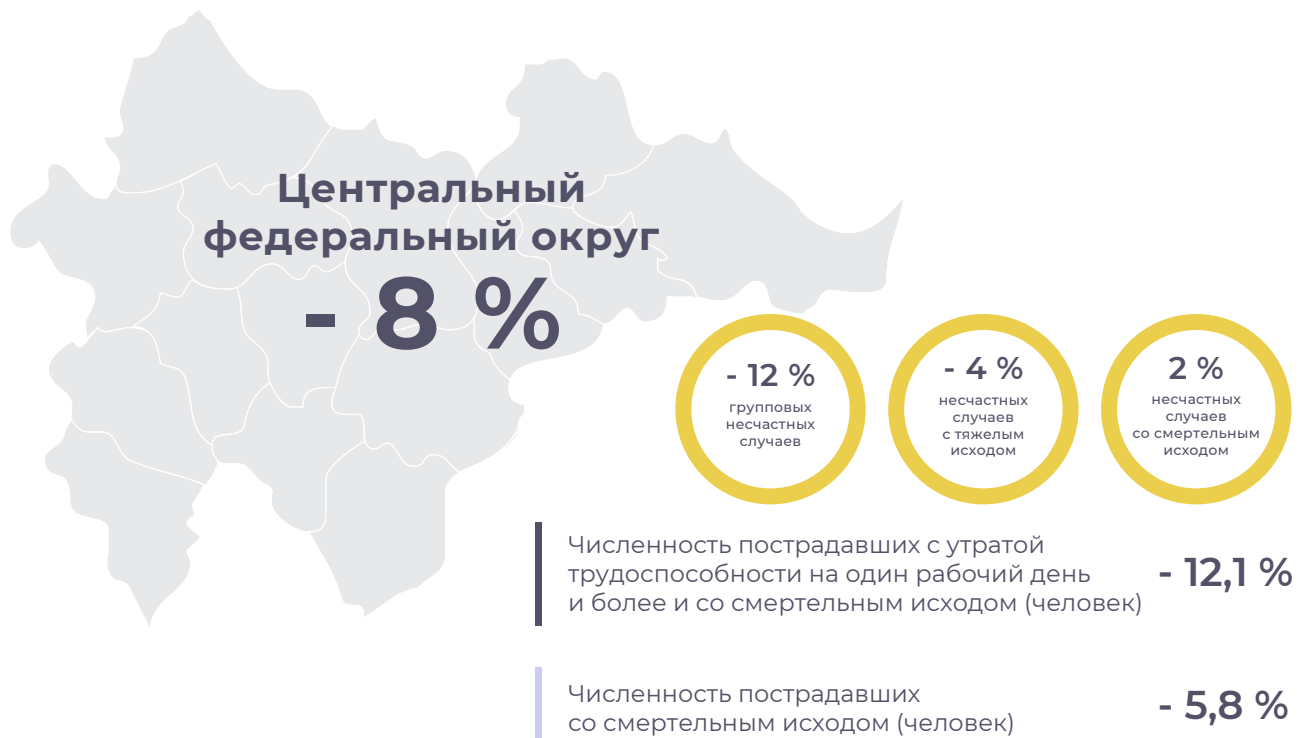 Центральный
федеральный округ
- 8 %
- 12 %
групповых
несчастных
случаев
- 4 %
несчастных
случаев
с тяжелым
исходом
2 %
несчастных
случаев
со смертельным
исходом
Численность пострадавших с утратой
трудоспособности на один рабочий день
и более и со смертельным исходом (человек)
- 12,1 %
Численность пострадавших
со смертельным исходом (человек)
- 5,8 %